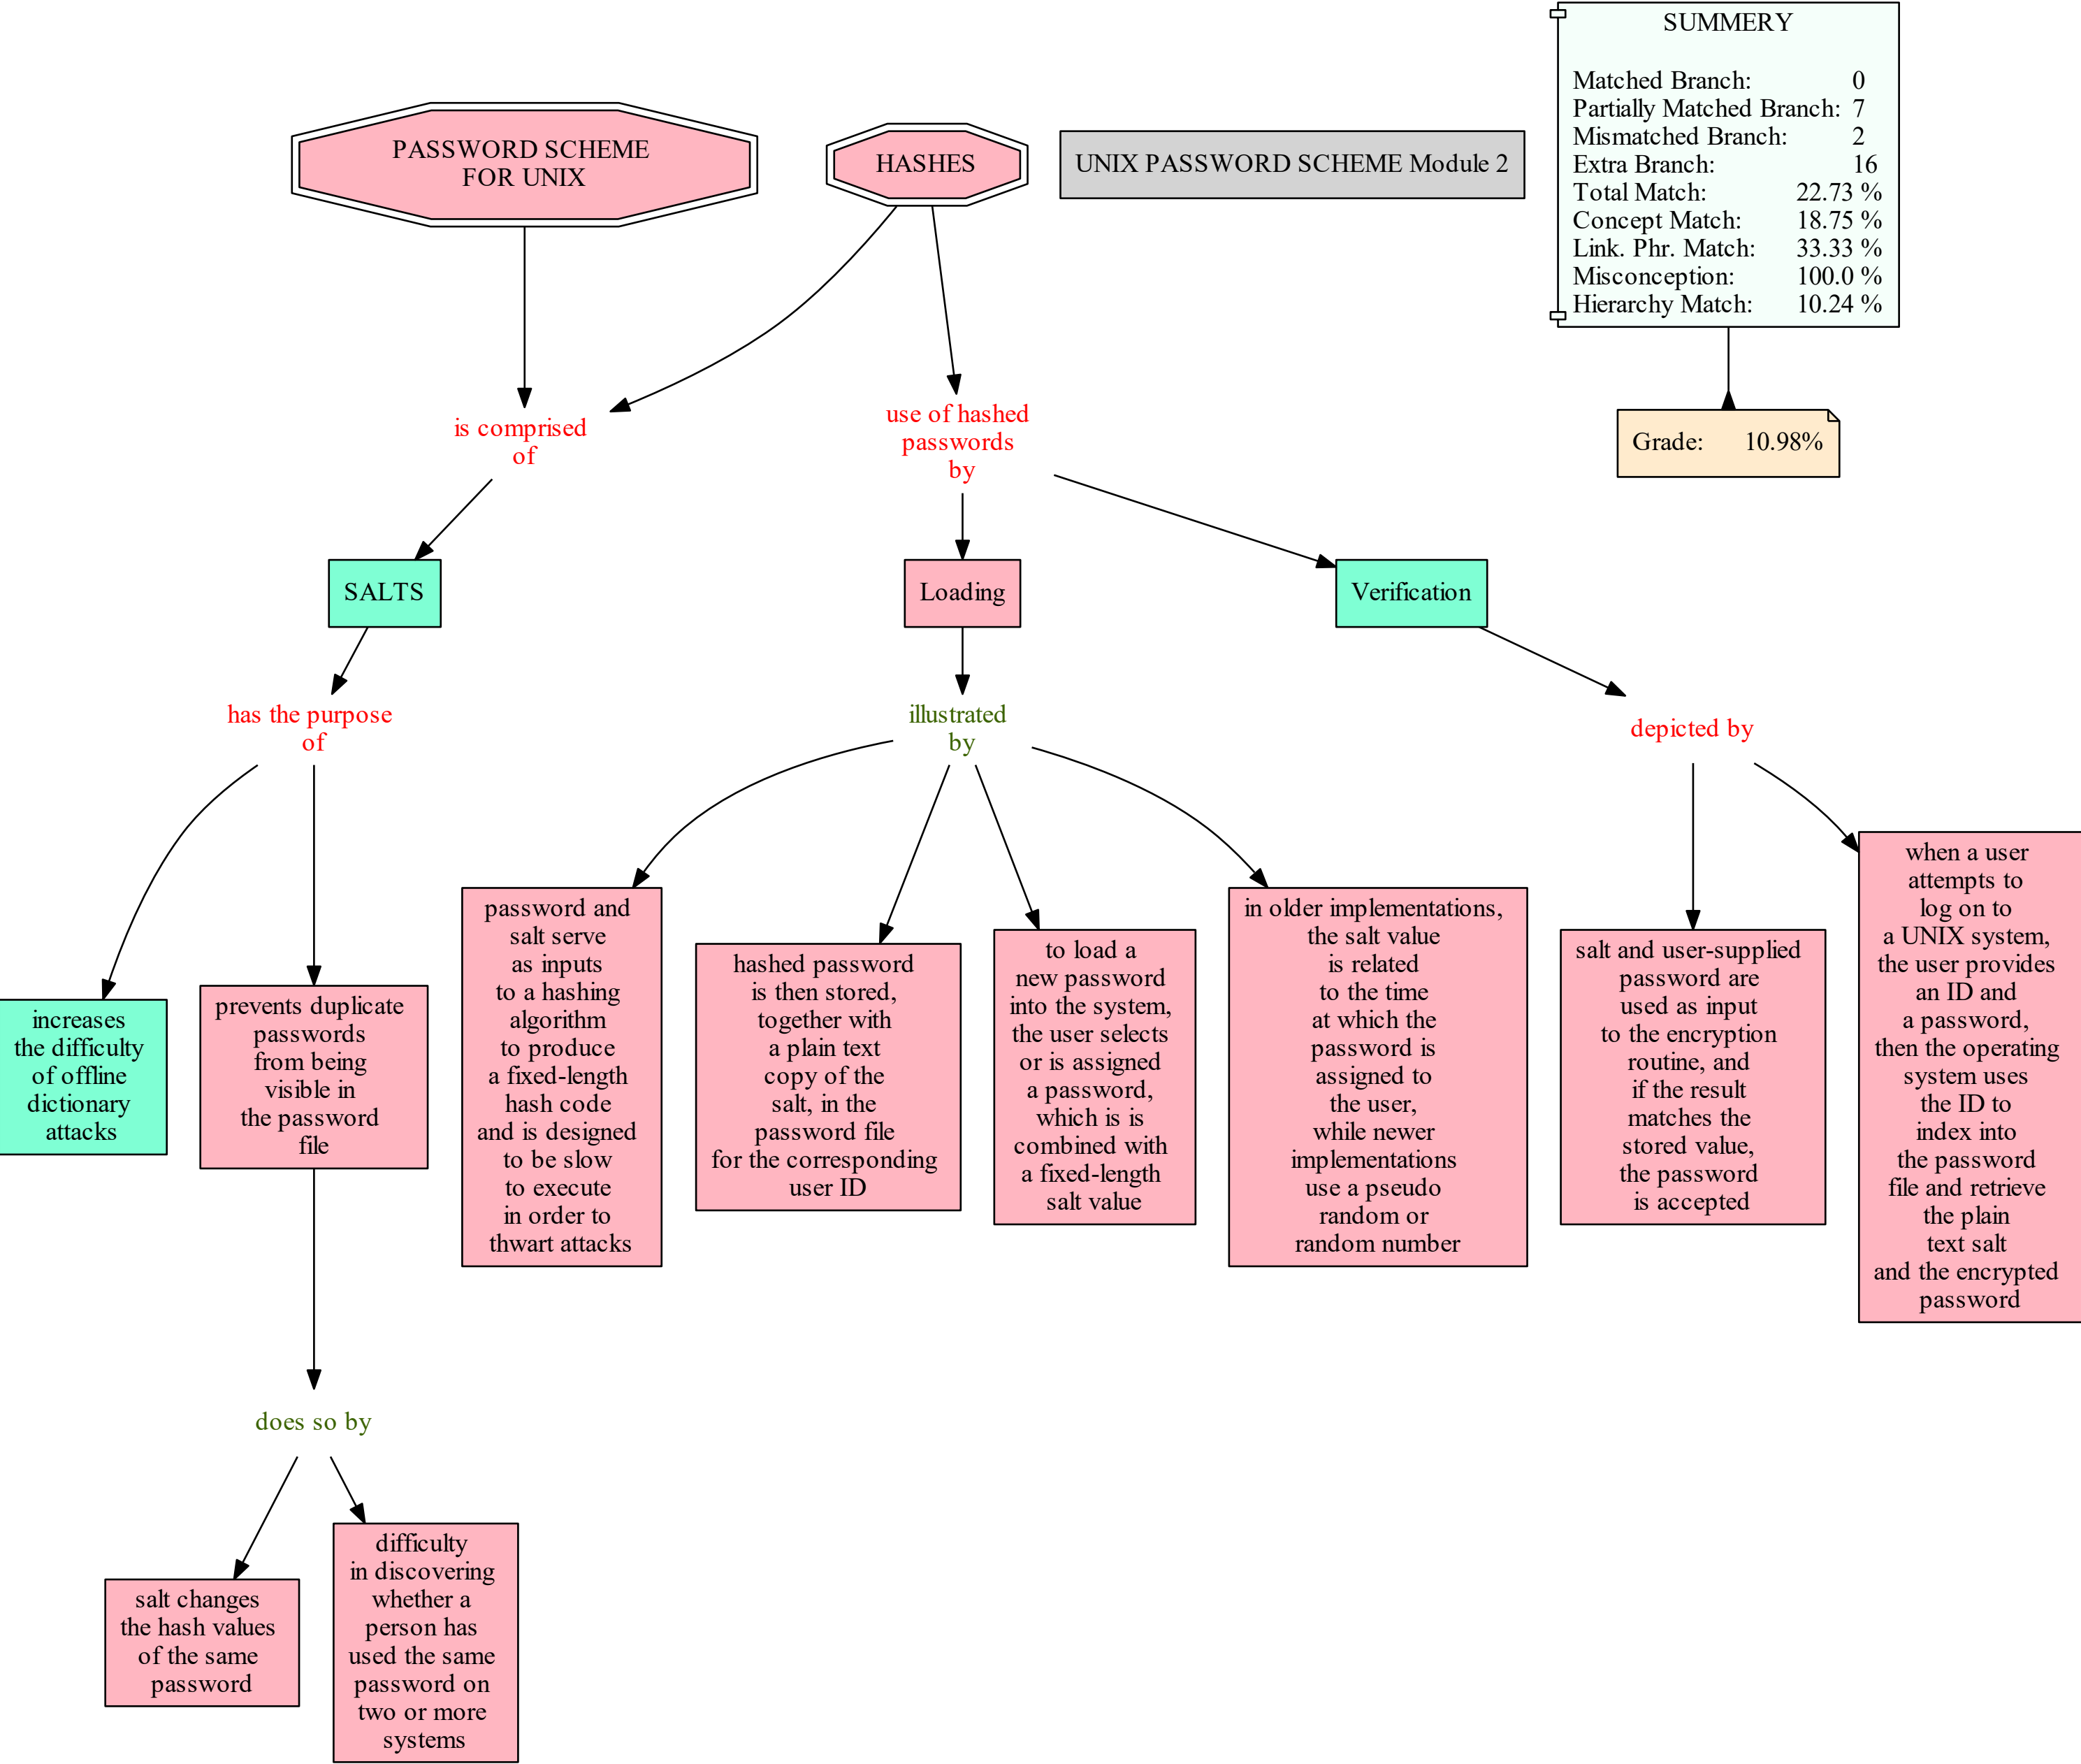 SUMMERY
Matched Branch: 0
Partially Matched Branch: 7
Mismatched Branch: 2
Extra Branch: 16
Total Match: 22.73 %
Concept Match: 18.75 %
Link. Phr. Match: 33.33 %
Misconception: 100.0 %
Hierarchy Match: 10.24 %
PASSWORD SCHEME
FOR UNIX
HASHES
UNIX PASSWORD SCHEME Module 2
is comprised
of
use of hashed
passwords
by
Grade: 10.98%
SALTS
Loading
Verification
has the purpose
of
illustrated
by
depicted by
increases
the difficulty
of offline
dictionary
attacks
prevents duplicate
passwords
from being
visible in
the password
file
password and
salt serve
as inputs
to a hashing
algorithm
to produce
a fixed-length
hash code
and is designed
to be slow
to execute
in order to
thwart attacks
hashed password
is then stored,
together with
a plain text
copy of the
salt, in the
password file
for the corresponding
user ID
to load a
new password
into the system,
the user selects
or is assigned
a password,
which is is
combined with
a fixed-length
salt value
in older implementations,
the salt value
is related
to the time
at which the
password is
assigned to
the user,
while newer
implementations
use a pseudo
random or
random number
salt and user-supplied
password are
used as input
to the encryption
routine, and
if the result
matches the
stored value,
the password
is accepted
when a user
attempts to
log on to
a UNIX system,
the user provides
an ID and
a password,
then the operating
system uses
the ID to
index into
the password
file and retrieve
the plain
text salt
and the encrypted
password
does so by
salt changes
the hash values
of the same
password
difficulty
in discovering
whether a
person has
used the same
password on
two or more
systems